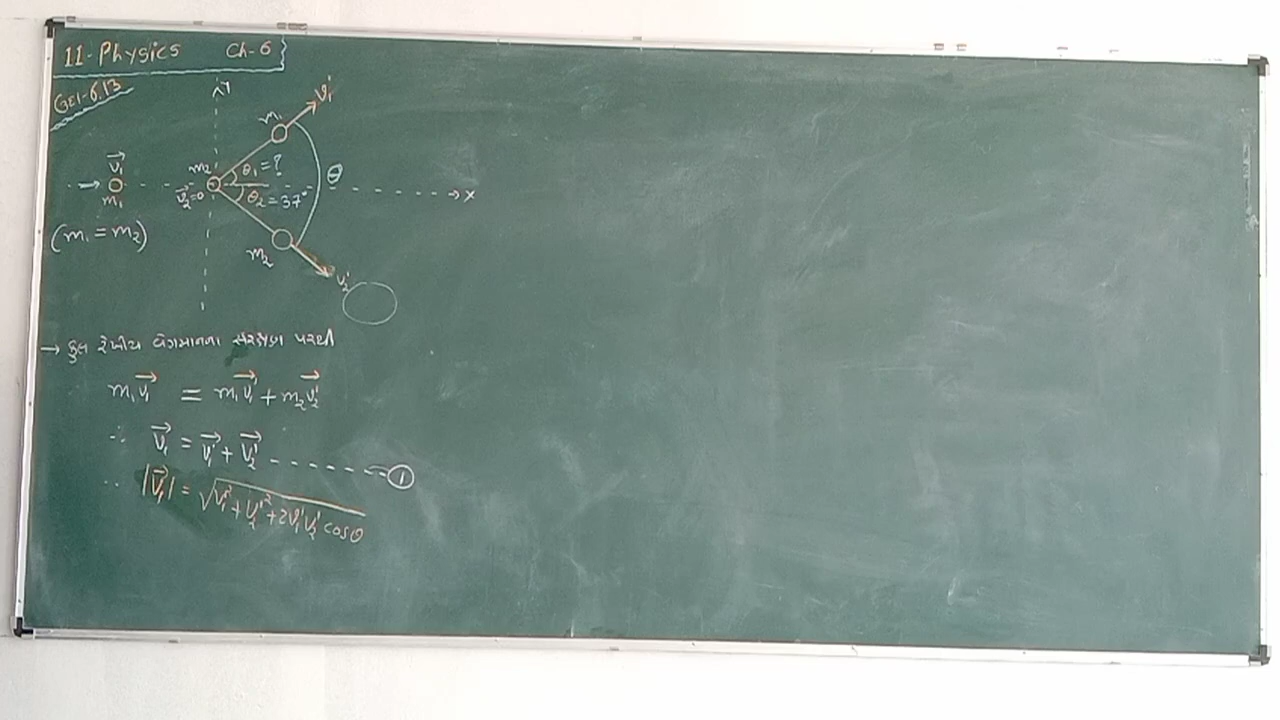 11-Physics Ch-6
GEI-6.13
Y
v₁'
m₁
v₁
m₂
θ₁=?
θ
m₁
v₂=0
θ₂=37°
x
(m₁=m₂)
m₂
v₂'
→ કુલ રેખીય વેગમાનના સંરક્ષણ પરથી
m₁v₁ = m₁v₁' + m₂v₂'
∴ v₁ = v₁' + v₂' ------- ①
∴ |v₁| = √v₁'² + v₂'² + 2v₁'v₂' cosθ